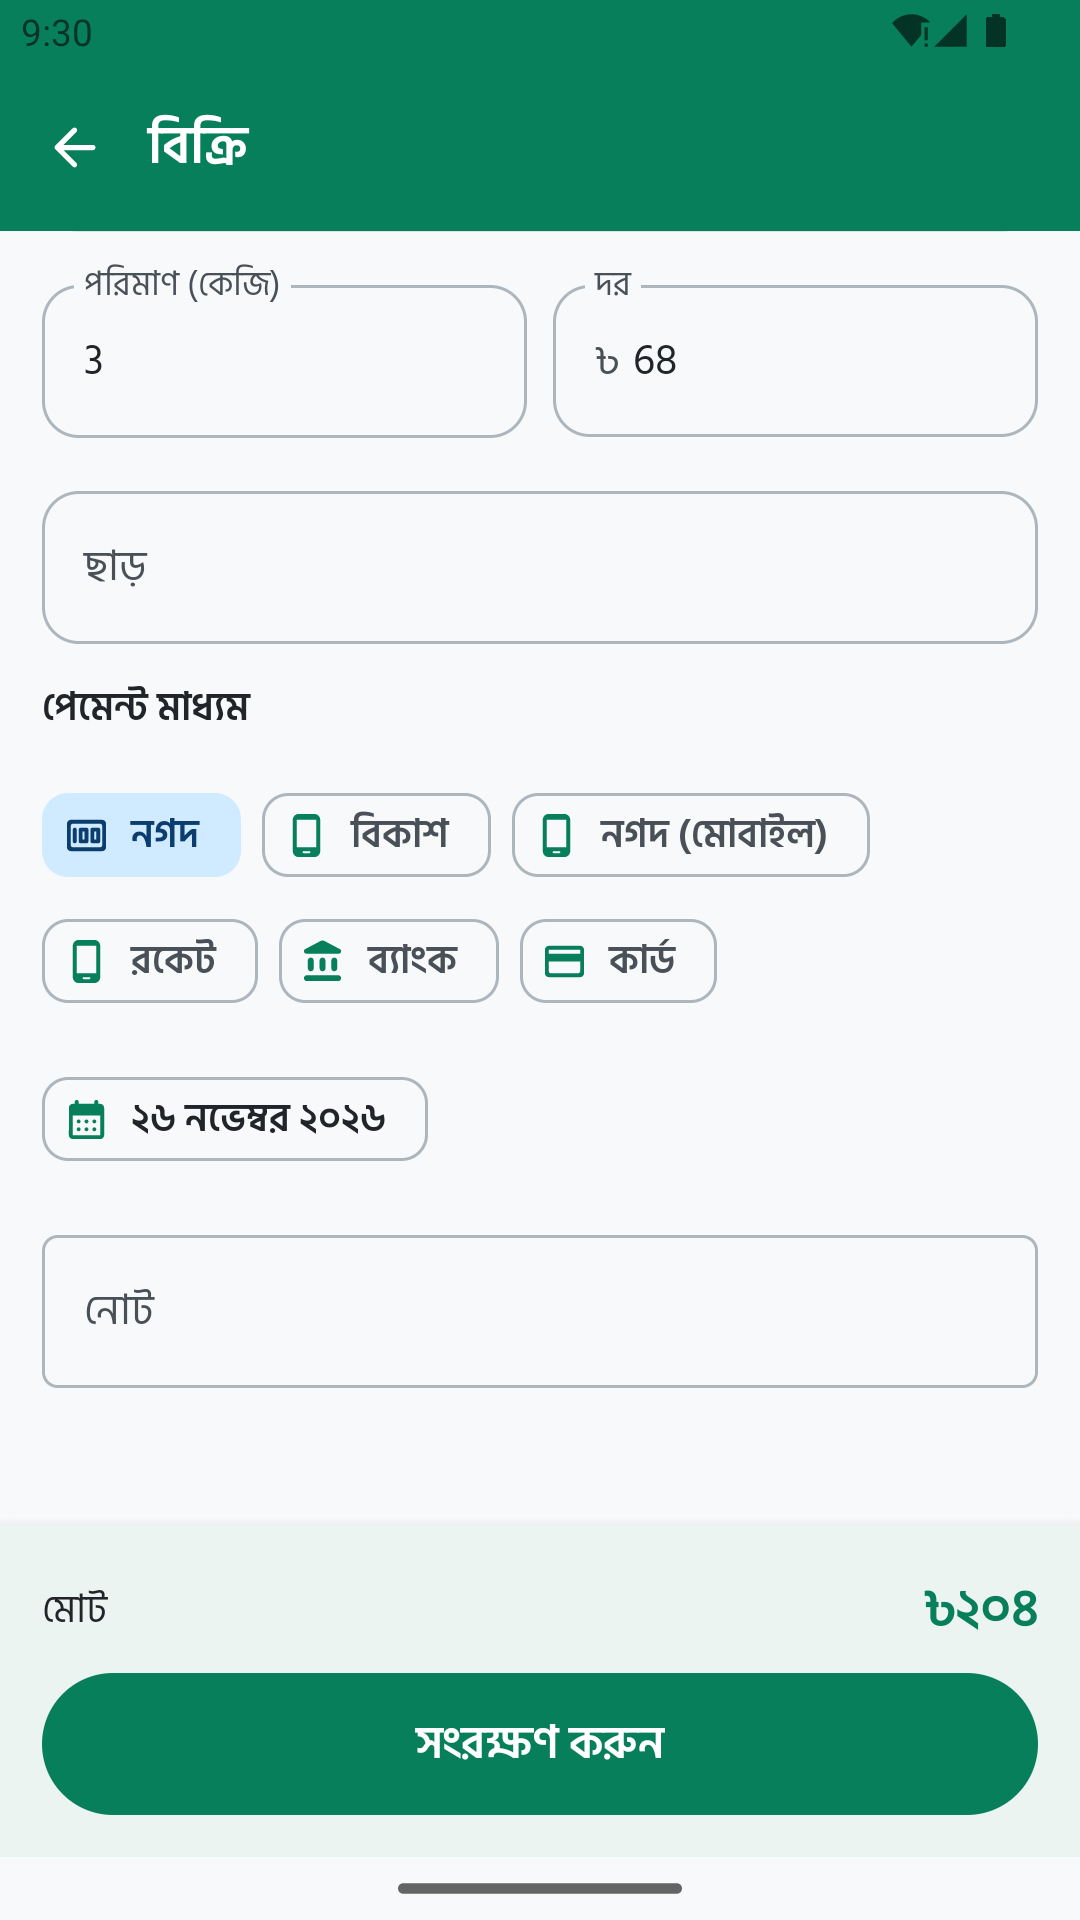 9:30
বিক্রি
পরিমাণ (কেজি) দর
3 ৳ 68
ছাড়
পেমেন্ট মাধ্যম
নগদ বিকাশ নগদ (মোবাইল)
রকেট ব্যাংক কার্ড
২৬ নভেম্বর ২০২৬
নোট
মোট ৳২০৪
সংরক্ষণ করুন